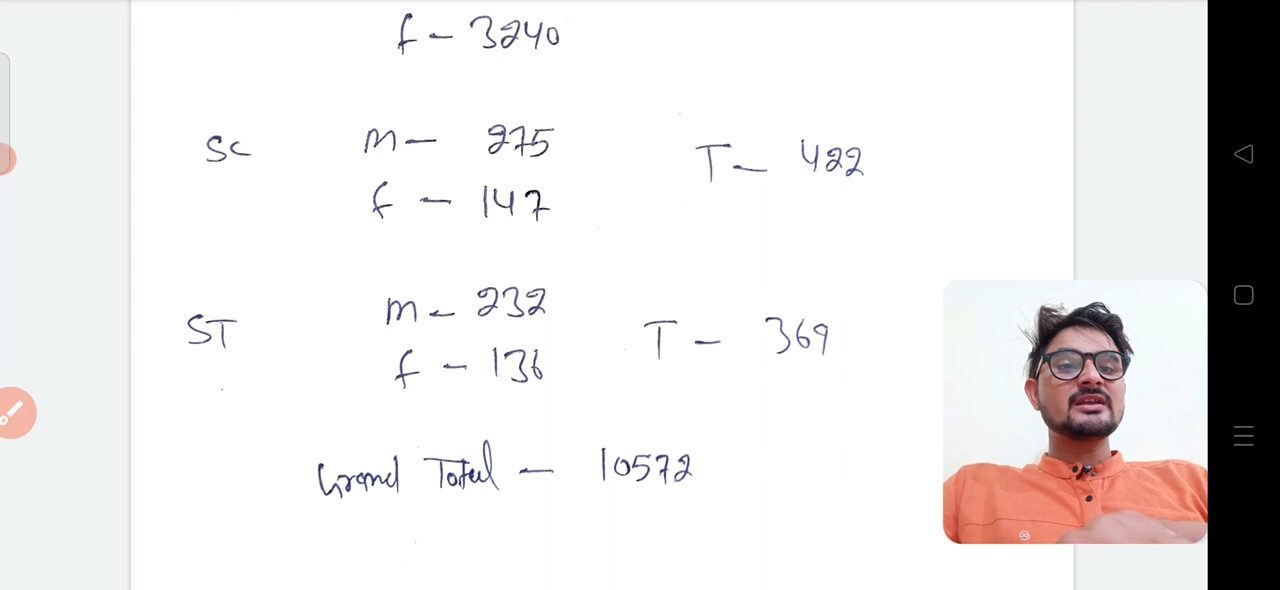 f - 3240
SC m - 275 T - 422
f - 147
ST m - 232 T - 369
f - 136
Grand Total - 10572